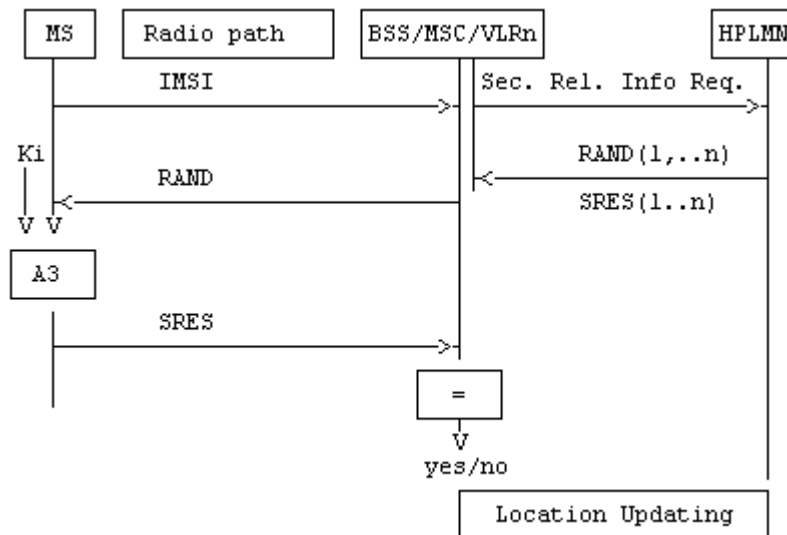 MS
Radio path
BSS/MSC/VLRn
HPLMN
IMSI
Sec. Rel. Info Req.
Ki
RAND(1,..n)
RAND
SRES(1..n)
V V
A3
SRES
=
V
yes/no
Location Updating